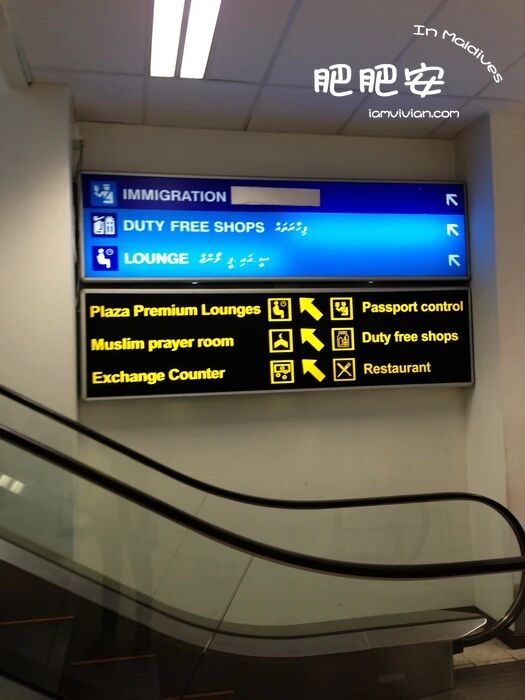 In Maldives
肥肥安
iamvivian.com
IMMIGRATION
DUTY FREE SHOPS
LOUNGE
Plaza Premium Lounges
Passport control
Muslim prayer room
Duty free shops
Exchange Counter
Restaurant